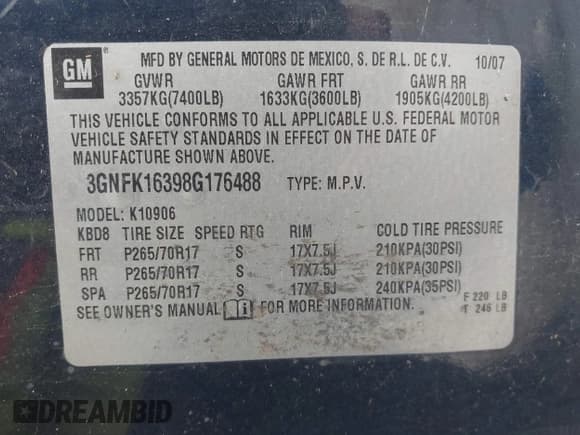 GM
MFD BY GENERAL MOTORS DE MEXICO, S. DE R.L. DE C.V. 10/07
GVWR GAWR FRT GAWR RR
3357KG(7400LB) 1633KG(3600LB) 1905KG(4200LB)
THIS VEHICLE CONFORMS TO ALL APPLICABLE U.S. FEDERAL MOTOR
VEHICLE SAFETY STANDARDS IN EFFECT ON THE DATE OF
MANUFACTURE SHOWN ABOVE.
3GNFK16398G176488 TYPE: M.P.V.
MODEL: K10906
KBD8 TIRE SIZE SPEED RTG RIM COLD TIRE PRESSURE
FRT P265/70R17 S 17X7.5J 210KPA(30PSI)
RR P265/70R17 S 17X7.5J 210KPA(30PSI)
SPA P265/70R17 S 17X7.5J 240KPA(35PSI)
SEE OWNER'S MANUAL i FOR MORE INFORMATION.
F 220 LB
T 246 LB
DREAMBID